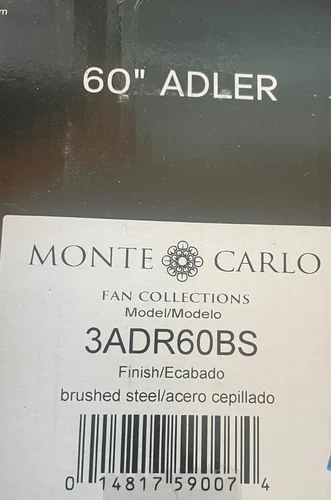 m
60" ADLER
MONTE CARLO
FAN COLLECTIONS
Model/Modelo
3ADR60BS
Finish/Ecabado
brushed steel/acero cepillado
0 14817 59007 4